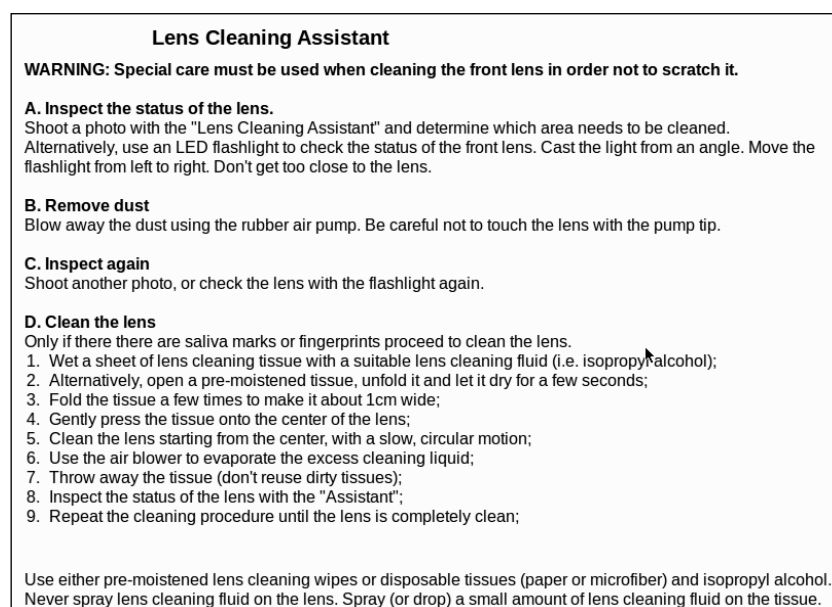 Lens Cleaning Assistant
WARNING: Special care must be used when cleaning the front lens in order not to scratch it.
A. Inspect the status of the lens.
Shoot a photo with the "Lens Cleaning Assistant" and determine which area needs to be cleaned.
Alternatively, use an LED flashlight to check the status of the front lens. Cast the light from an angle. Move the
flashlight from left to right. Don't get too close to the lens.
B. Remove dust
Blow away the dust using the rubber air pump. Be careful not to touch the lens with the pump tip.
C. Inspect again
Shoot another photo, or check the lens with the flashlight again.
D. Clean the lens
Only if there there are saliva marks or fingerprints proceed to clean the lens.
1. Wet a sheet of lens cleaning tissue with a suitable lens cleaning fluid (i.e. isopropyl alcohol);
2. Alternatively, open a pre-moistened tissue, unfold it and let it dry for a few seconds;
3. Fold the tissue a few times to make it about 1cm wide;
4. Gently press the tissue onto the center of the lens;
5. Clean the lens starting from the center, with a slow, circular motion;
6. Use the air blower to evaporate the excess cleaning liquid;
7. Throw away the tissue (don't reuse dirty tissues);
8. Inspect the status of the lens with the "Assistant";
9. Repeat the cleaning procedure until the lens is completely clean;
Use either pre-moistened lens cleaning wipes or disposable tissues (paper or microfiber) and isopropyl alcohol.
Never spray lens cleaning fluid on the lens. Spray (or drop) a small amount of lens cleaning fluid on the tissue.